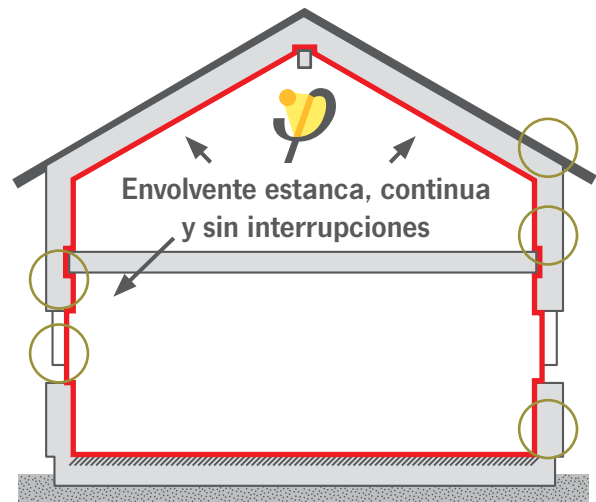 Envolvente estanca, continua
y sin interrupciones